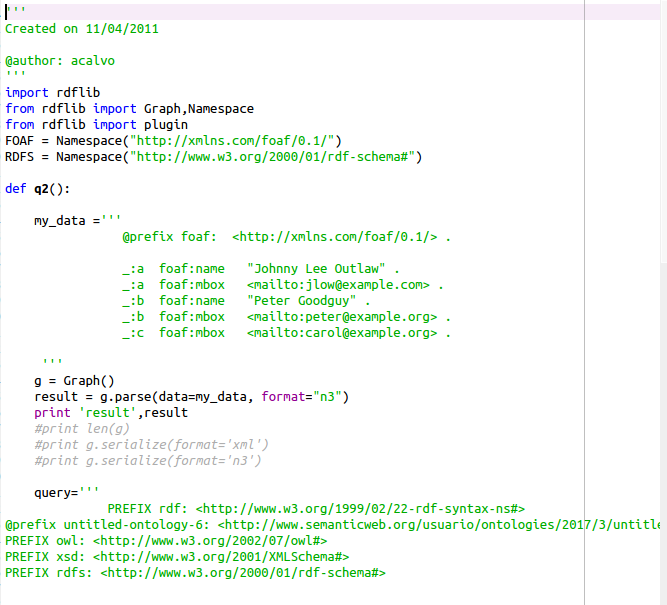 '''
Created on 11/04/2011
@author: acalvo
'''
import rdflib
from rdflib import Graph,Namespace
from rdflib import plugin
FOAF = Namespace("http://xmlns.com/foaf/0.1/")
RDFS = Namespace("http://www.w3.org/2000/01/rdf-schema#")
def q2():
my_data ='''
@prefix foaf:  <http://xmlns.com/foaf/0.1/> .
_:a  foaf:name   "Johnny Lee Outlaw" .
_:a  foaf:mbox   <mailto:jlow@example.com> .
_:b  foaf:name   "Peter Goodguy" .
_:b  foaf:mbox   <mailto:peter@example.org> .
_:c  foaf:mbox   <mailto:carol@example.org> .
'''
g = Graph()
result = g.parse(data=my_data, format="n3")
print 'result',result
#print len(g)
#print g.serialize(format='xml')
#print g.serialize(format='n3')
query='''
PREFIX rdf: <http://www.w3.org/1999/02/22-rdf-syntax-ns#>
@prefix untitled-ontology-6: <http://www.semanticweb.org/usuario/ontologies/2017/3/untitle
PREFIX owl: <http://www.w3.org/2002/07/owl#>
PREFIX xsd: <http://www.w3.org/2001/XMLSchema#>
PREFIX rdfs: <http://www.w3.org/2000/01/rdf-schema#>